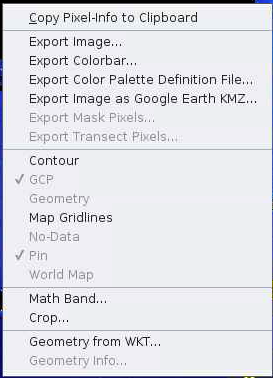 Copy Pixel-Info to Clipboard
Export Image...
Export Colorbar...
Export Color Palette Definition File...
Export Image as Google Earth KMZ...
Export Mask Pixels...
Export Transect Pixels...
Contour
✓ GCP
Geometry
Map Gridlines
No-Data
✓ Pin
World Map
Math Band...
Crop...
Geometry from WKT...
Geometry Info...